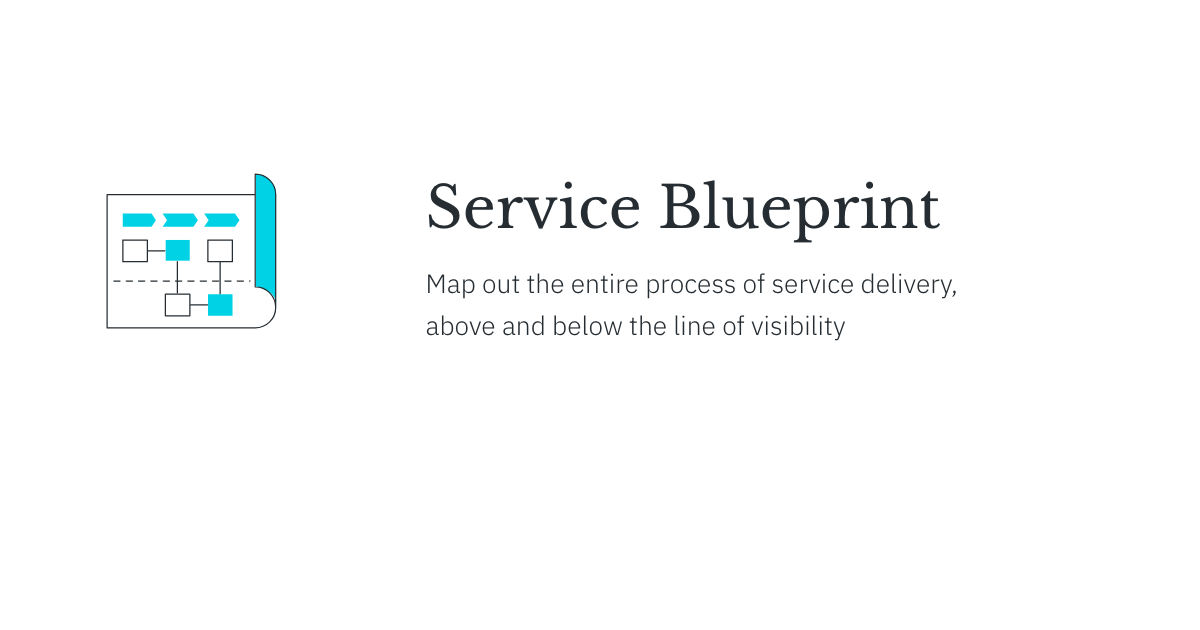 Service Blueprint
Map out the entire process of service delivery,
above and below the line of visibility